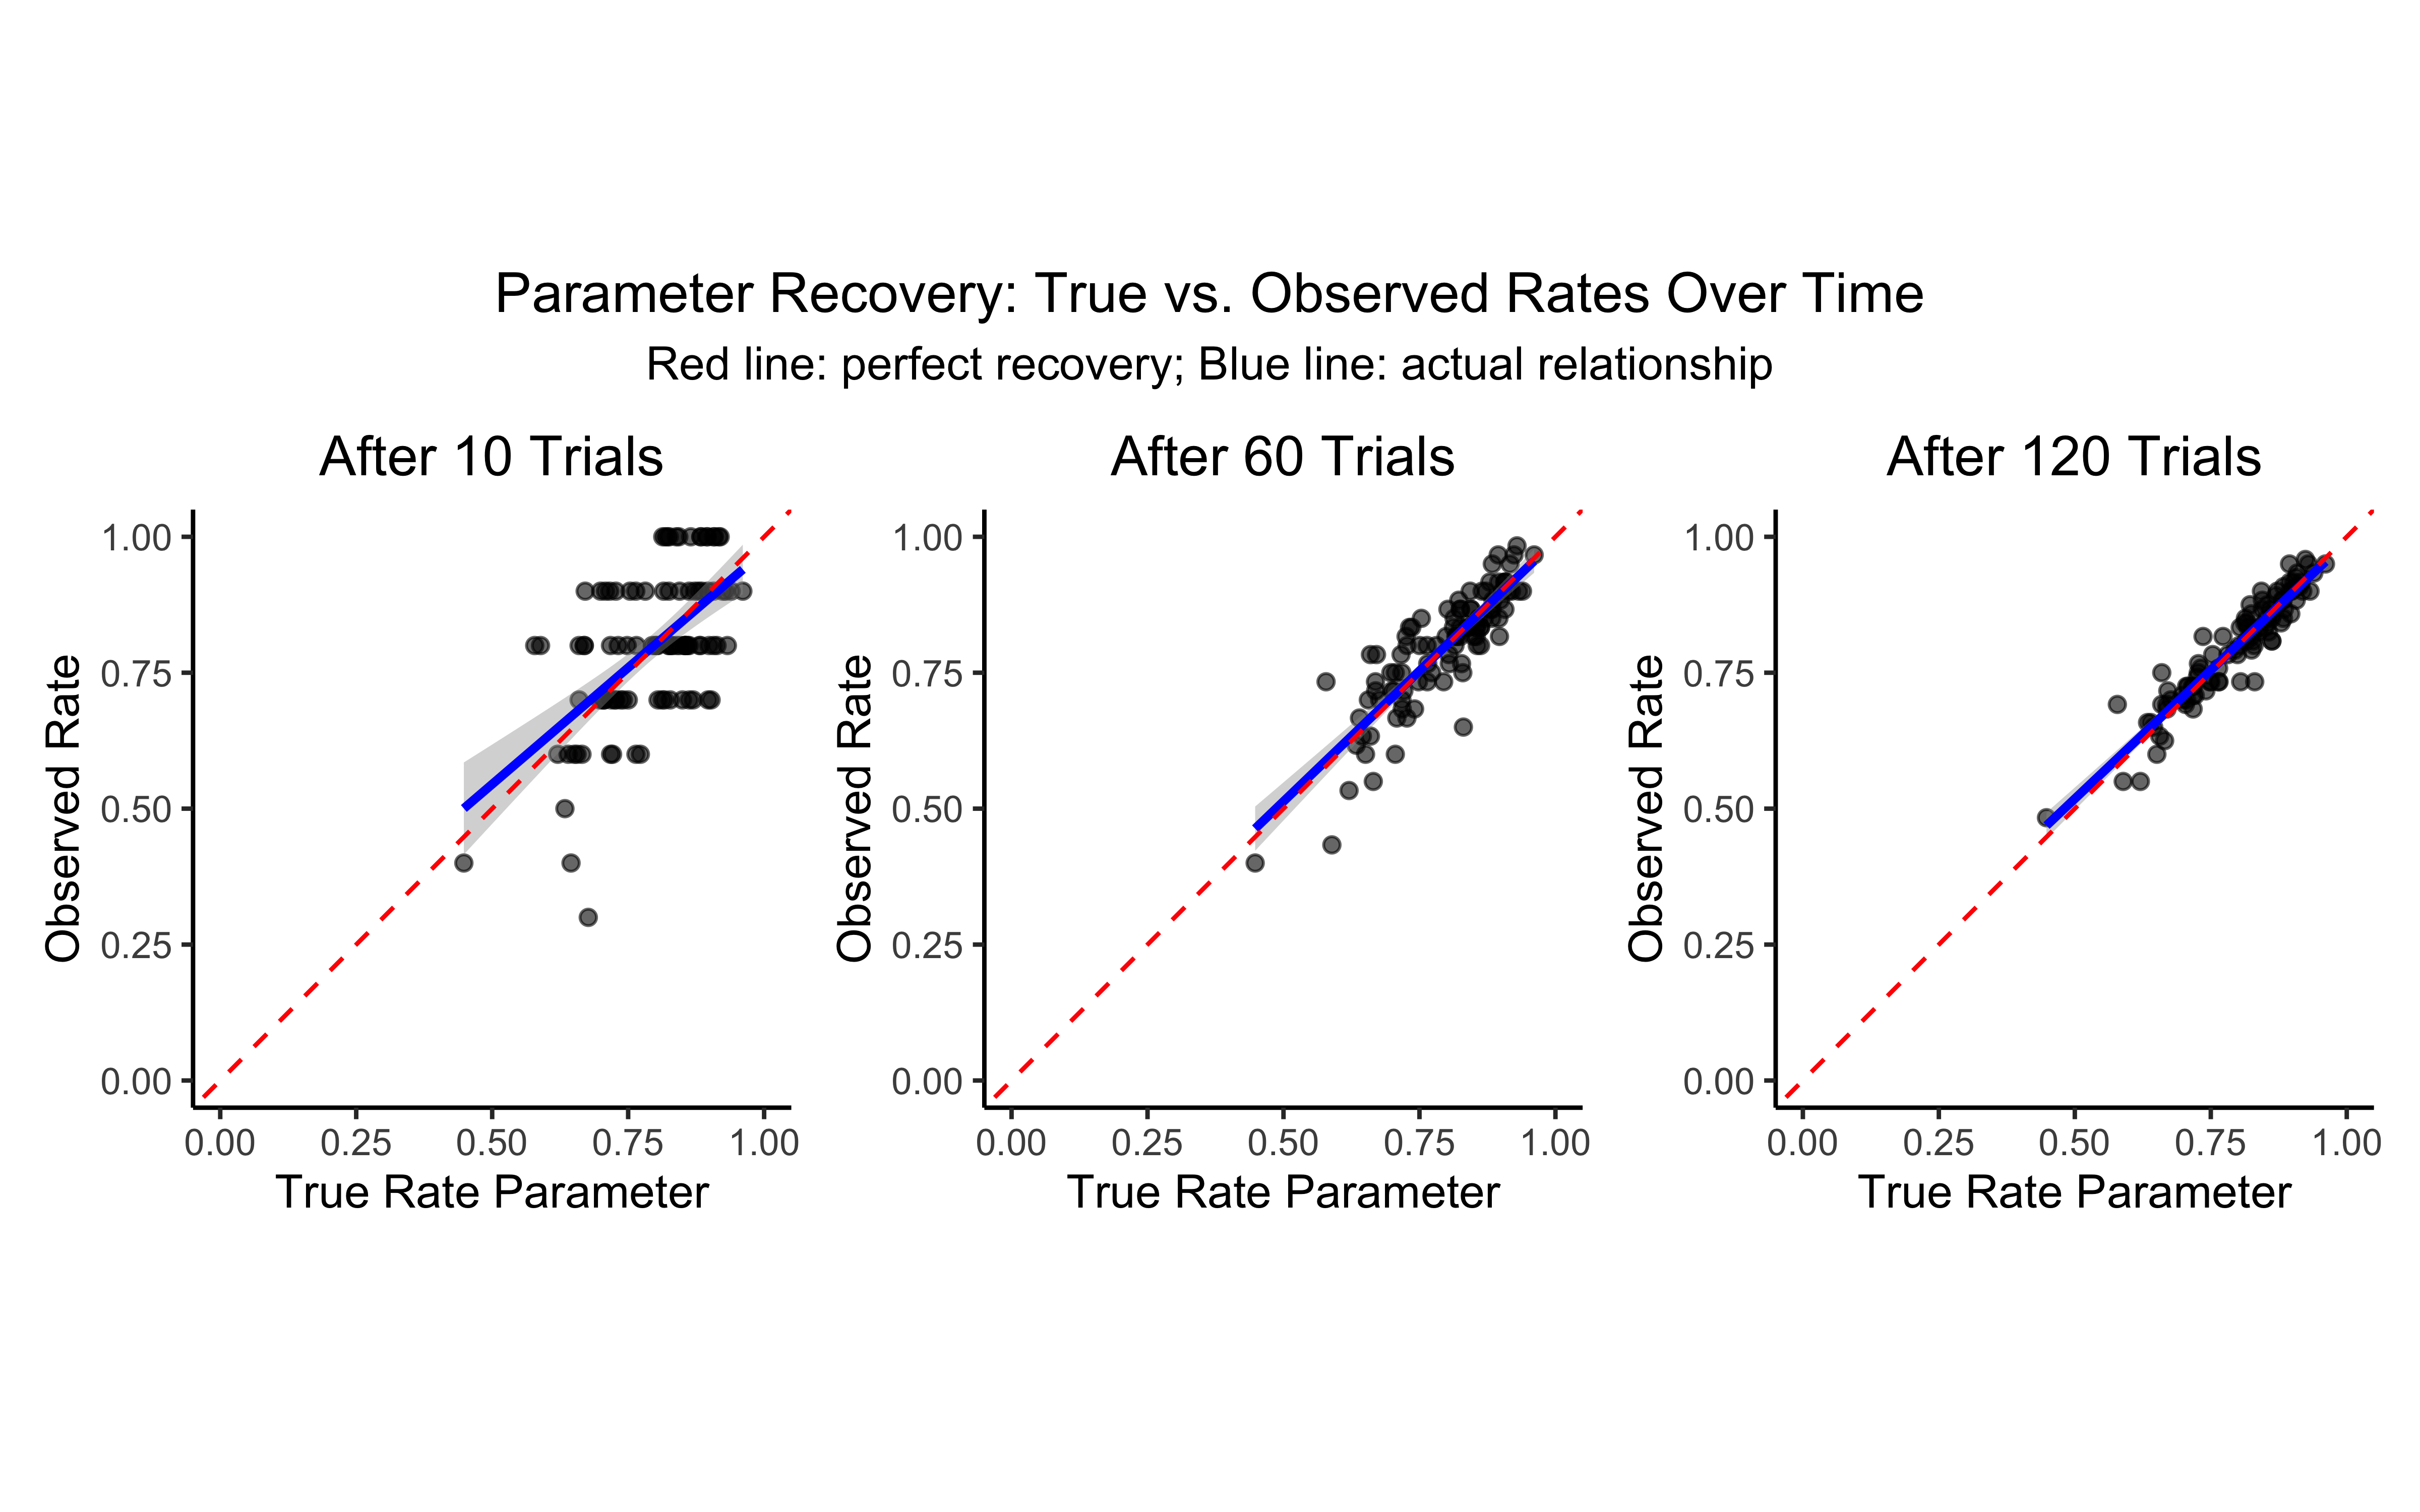 Parameter Recovery: True vs. Observed Rates Over Time
Red line: perfect recovery; Blue line: actual relationship
After 10 Trials
Observed Rate
1.00
0.75
0.50
0.25
0.00
0.00 0.25 0.50 0.75 1.00
True Rate Parameter
After 60 Trials
Observed Rate
1.00
0.75
0.50
0.25
0.00
0.00 0.25 0.50 0.75 1.00
True Rate Parameter
After 120 Trials
Observed Rate
1.00
0.75
0.50
0.25
0.00
0.00 0.25 0.50 0.75 1.00
True Rate Parameter